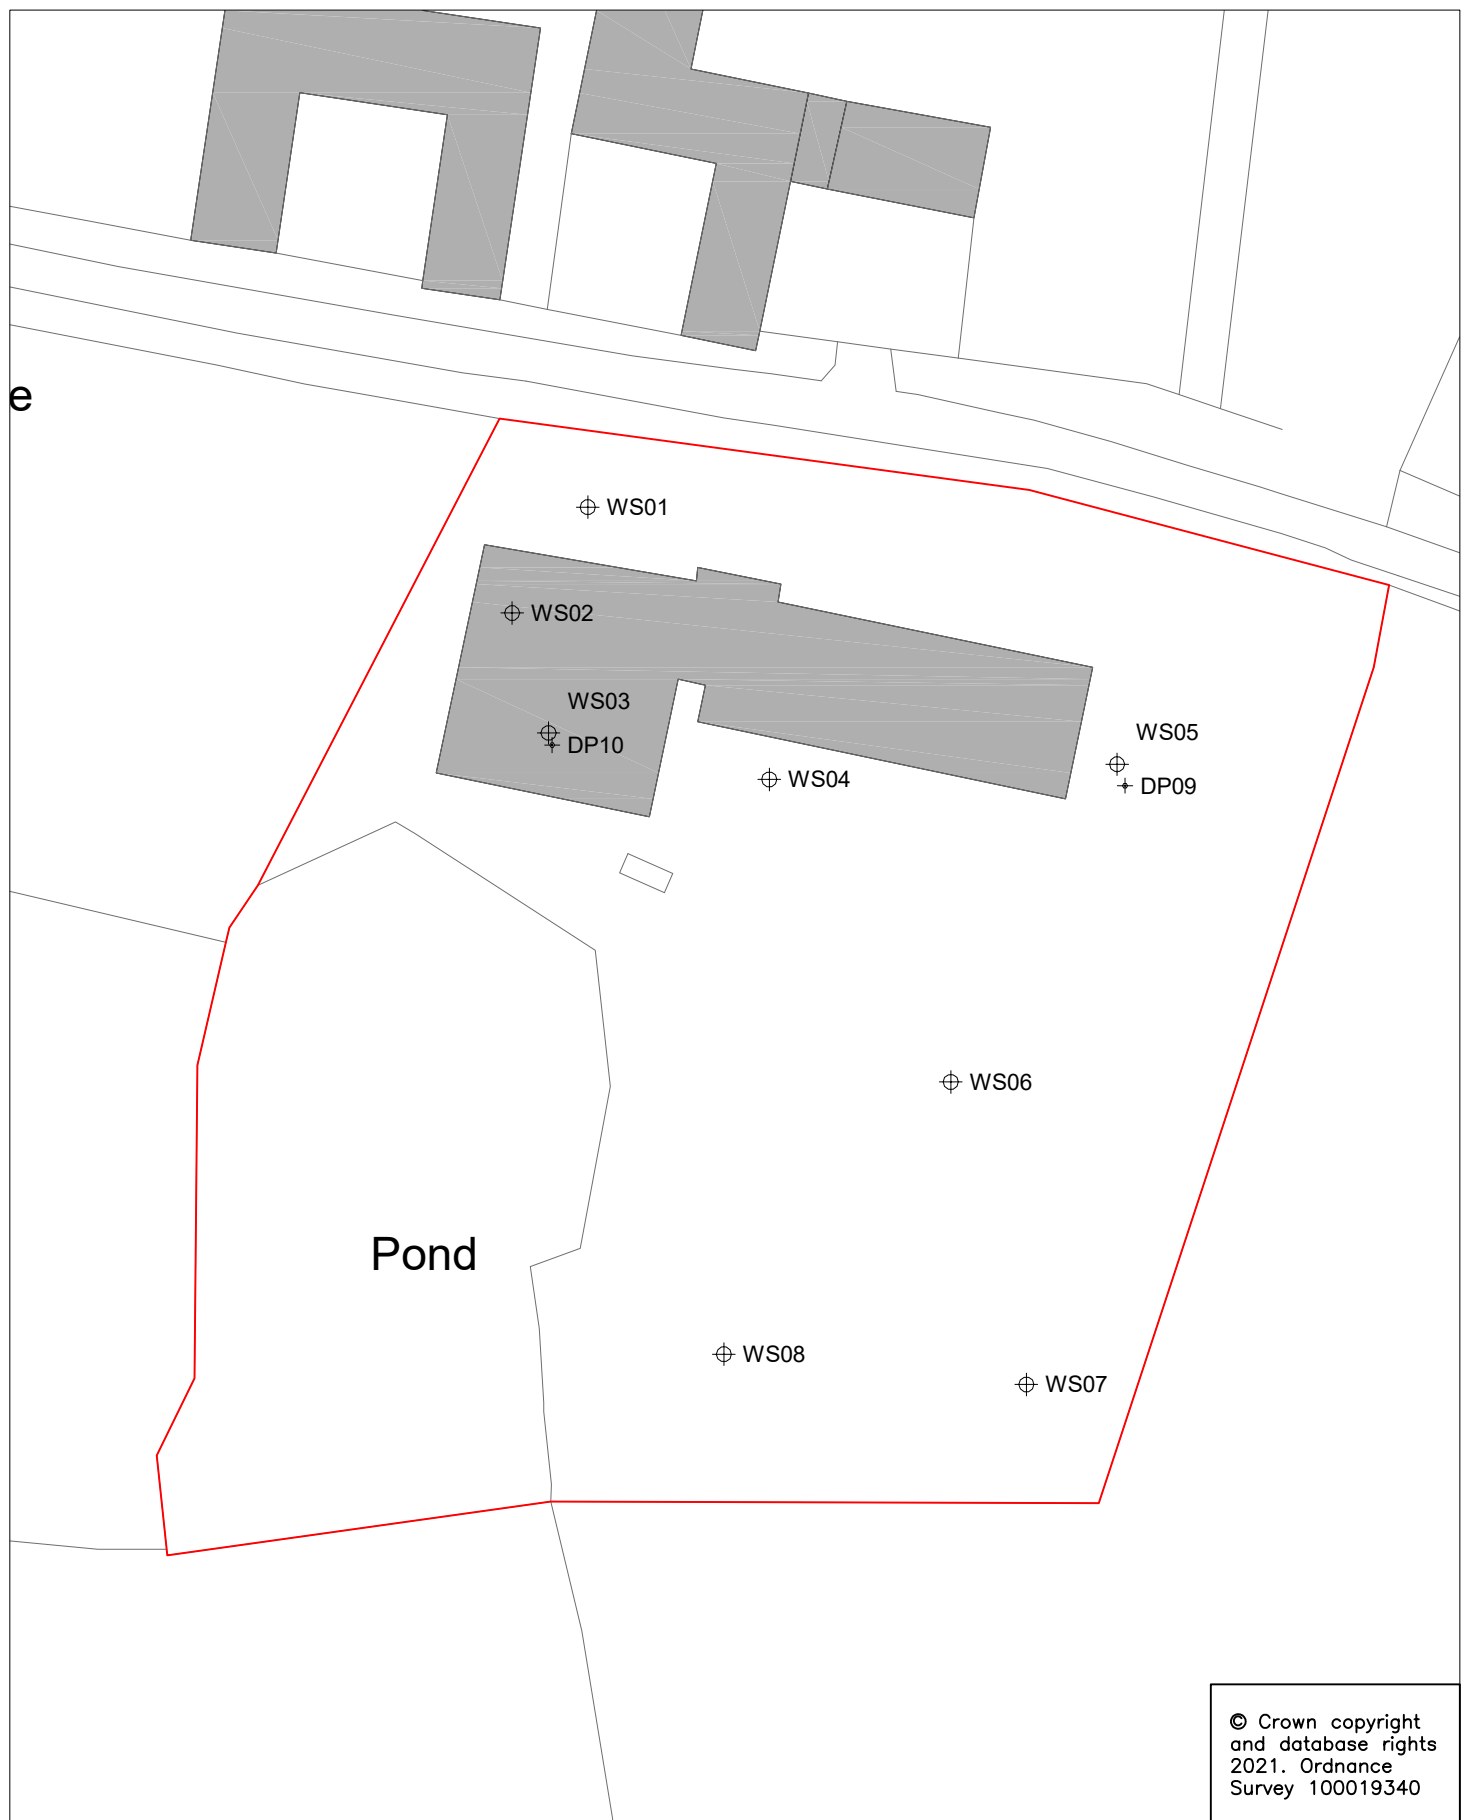 e
WS01
WS02
WS03
DP10
WS05
WS04
DP09
WS06
Pond
WS08
WS07
© Crown copyright
and database rights
2021. Ordnance
Survey 100019340